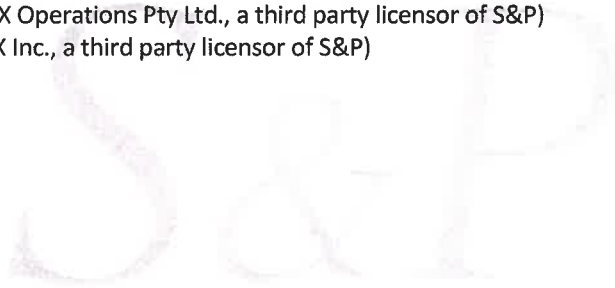 X Operations Pty Ltd., a third party licensor of S&P)
X Inc., a third party licensor of S&P)
S&P